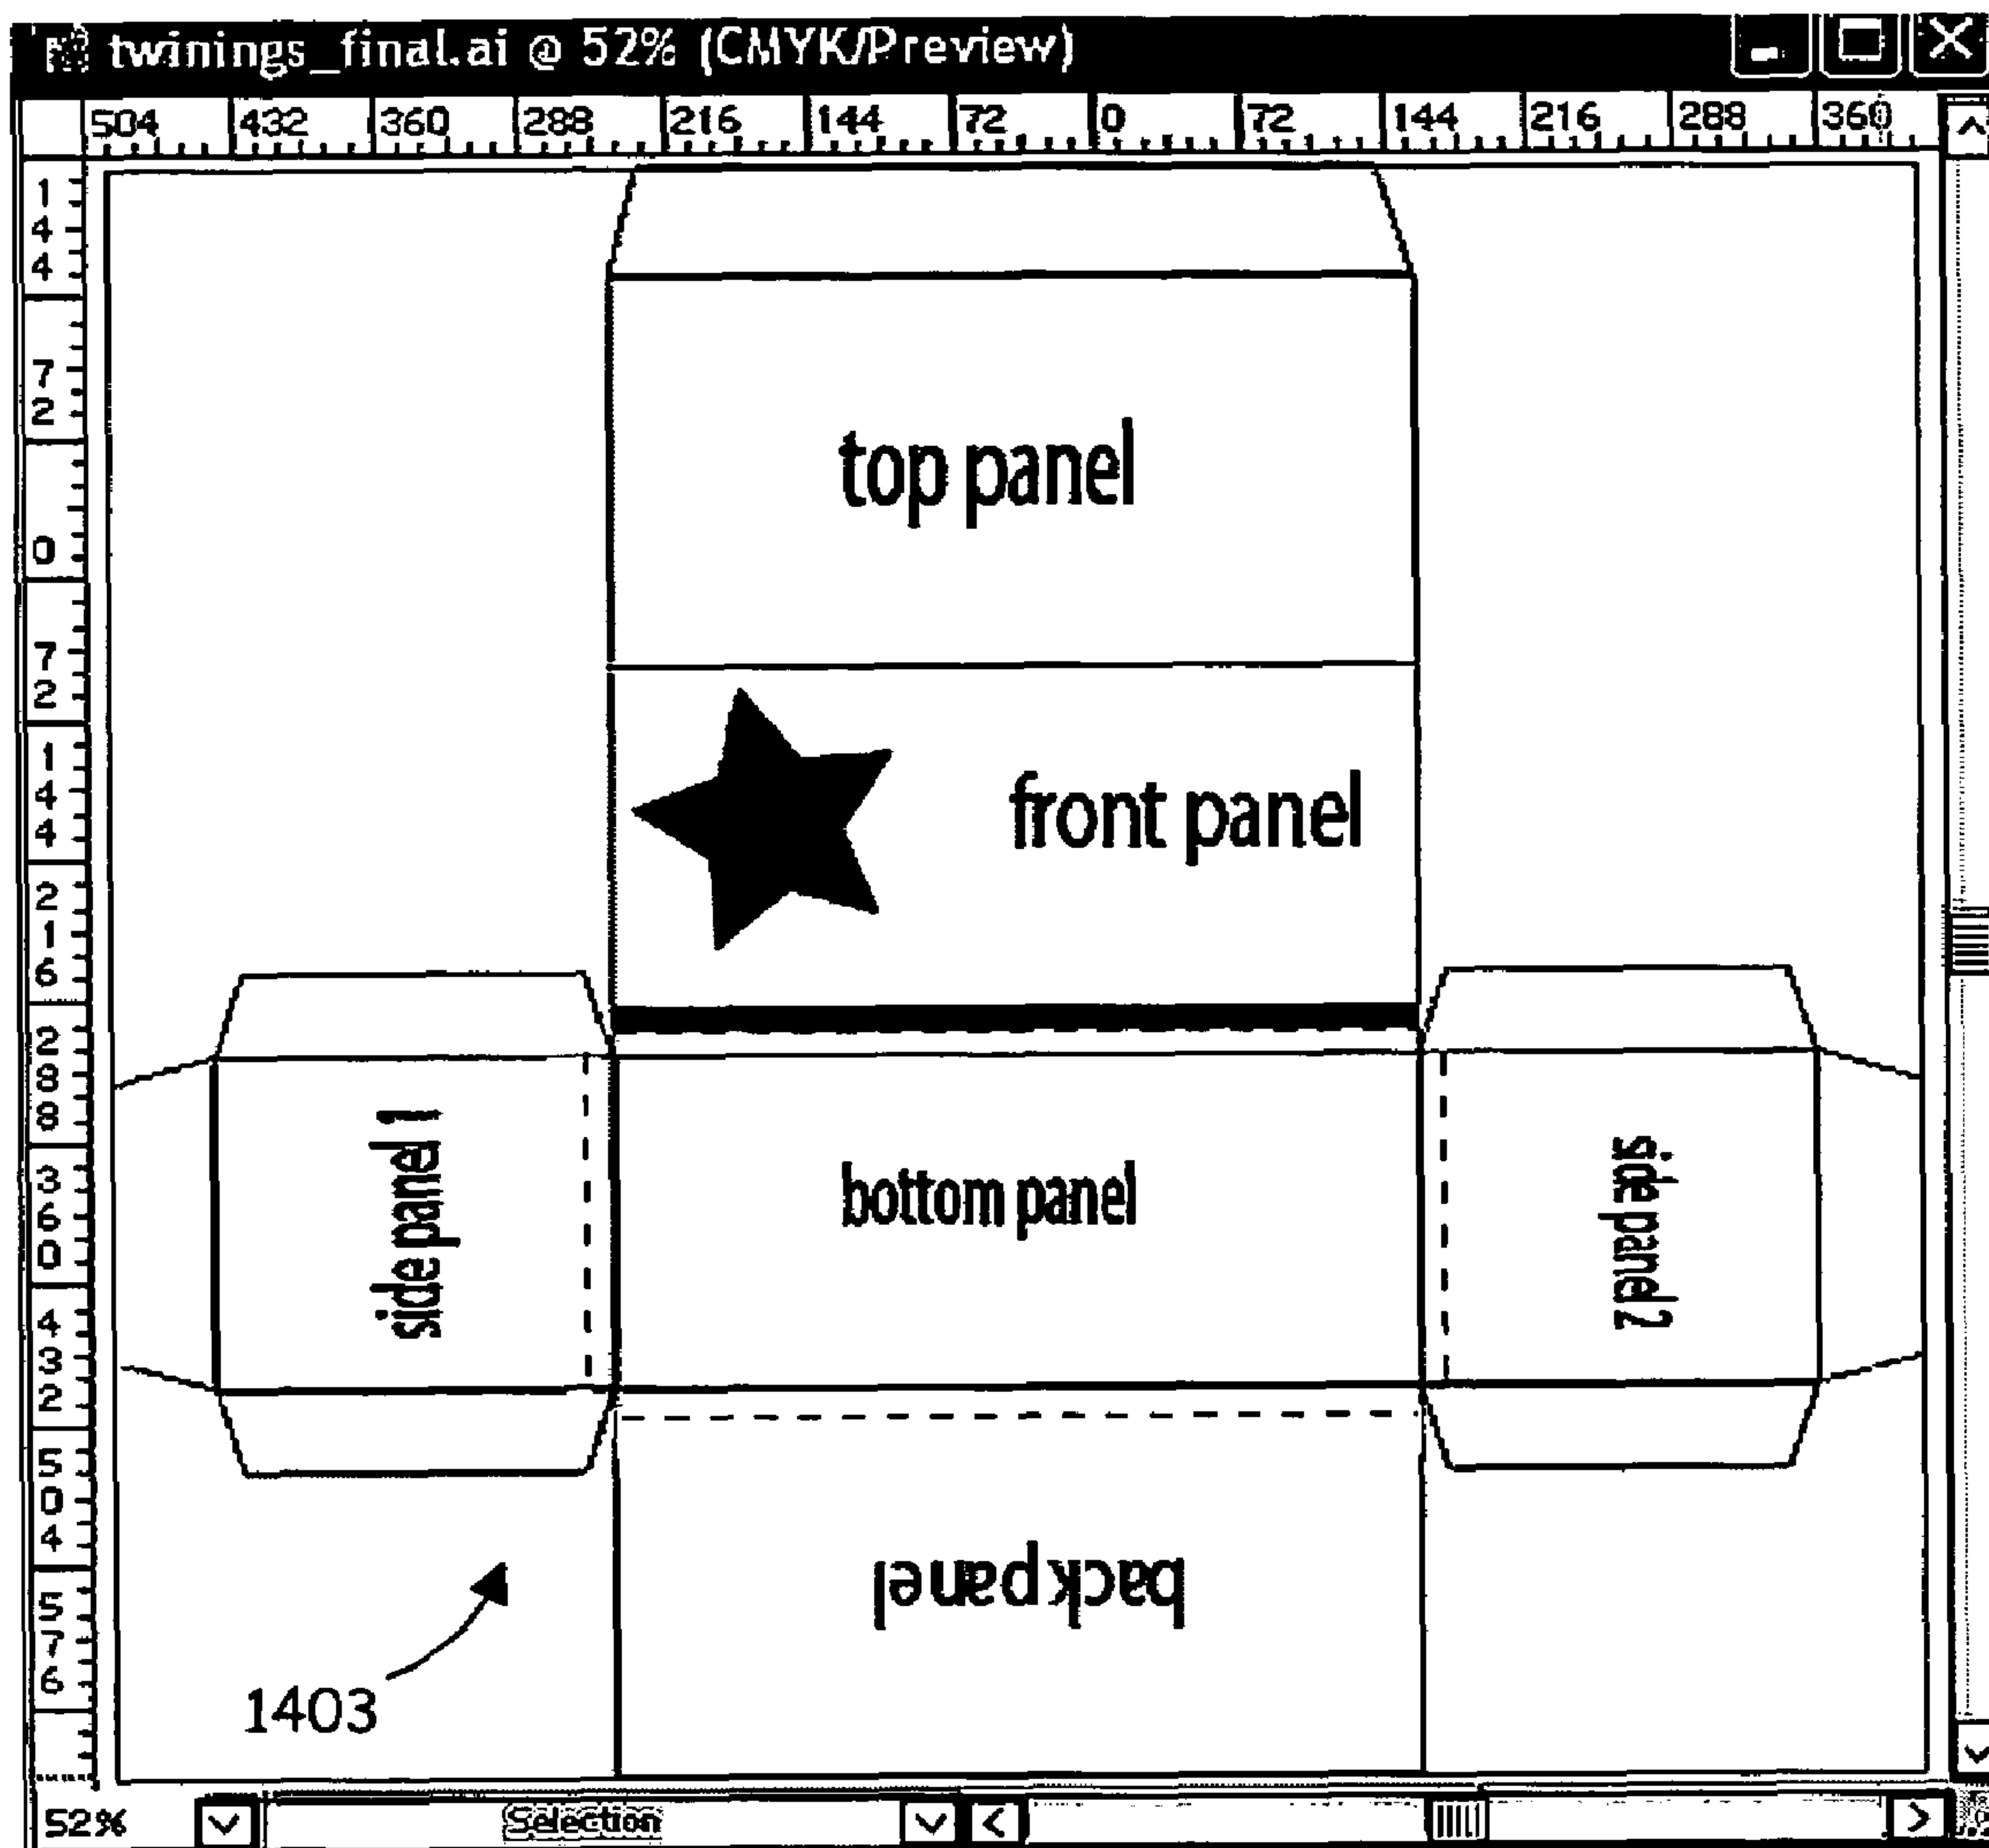 twinings_final.ai @ 52% (CMYK/Preview)
504 432 360 288 216 144 72 0 72 144 216 288 360
144
72
0
72
144
216
288
360
432
504
576
top panel
front panel
side panel 1
bottom panel
side panel 2
back panel
1403
52%
Selection